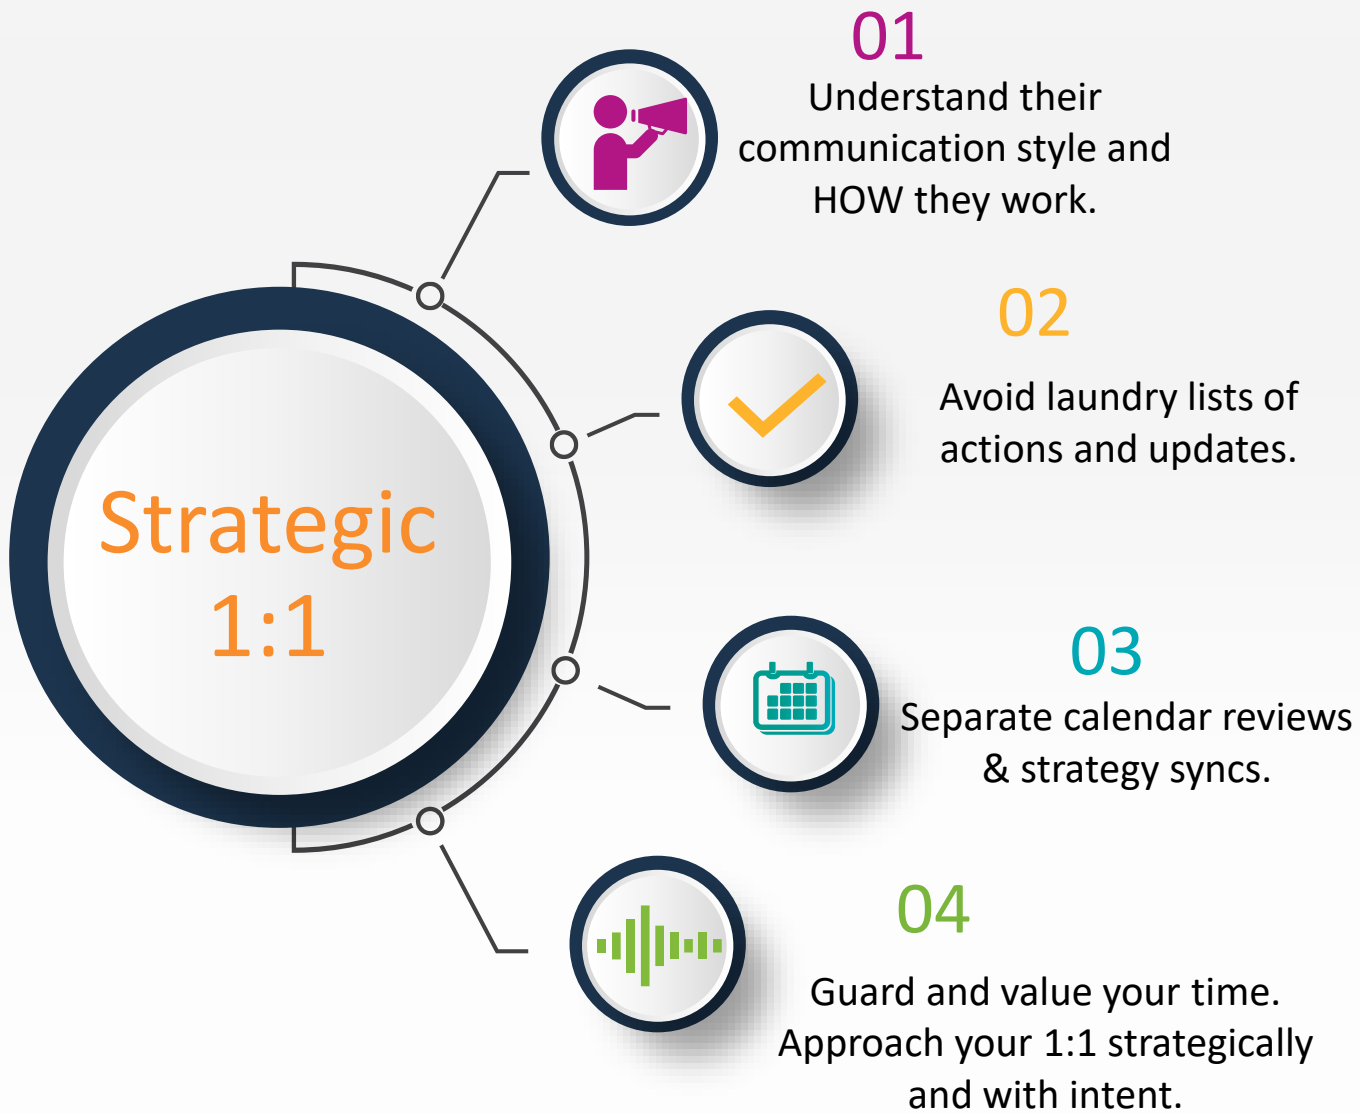 Strategic
1:1
01
Understand their
communication style and
HOW they work.
02
Avoid laundry lists of
actions and updates.
03
Separate calendar reviews
& strategy syncs.
04
Guard and value your time.
Approach your 1:1 strategically
and with intent.